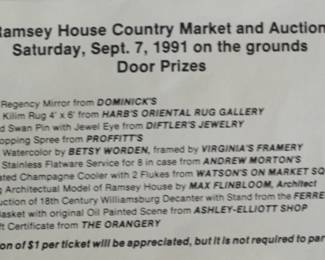 Ramsey House Country Market and Auction
Saturday, Sept. 7, 1991 on the grounds
Door Prizes
Regency Mirror from DOMINICK'S
Kilim Rug 4' x 6' from HARB'S ORIENTAL RUG GALLERY
d Swan Pin with Jewel Eye from DIFTLER'S JEWELRY
opping Spree from PROFFITT'S
Watercolor by BETSY WORDEN, framed by VIRGINIA'S FRAMERY
Stainless Flatware Service for 8 in case from ANDREW MORTON'S
ated Champagne Cooler with 2 Flukes from WATSON'S ON MARKET SQ
g Architectual Model of Ramsey House by MAX FLINBLOOM, Architect
uction of 18th Century Williamsburg Decanter with Stand from the FERRE
Basket with original Oil Painted Scene from ASHLEY-ELLIOTT SHOP
ft Certificate from THE ORANGERY
on of $1 per ticket will be appreciated, but it is not required to par